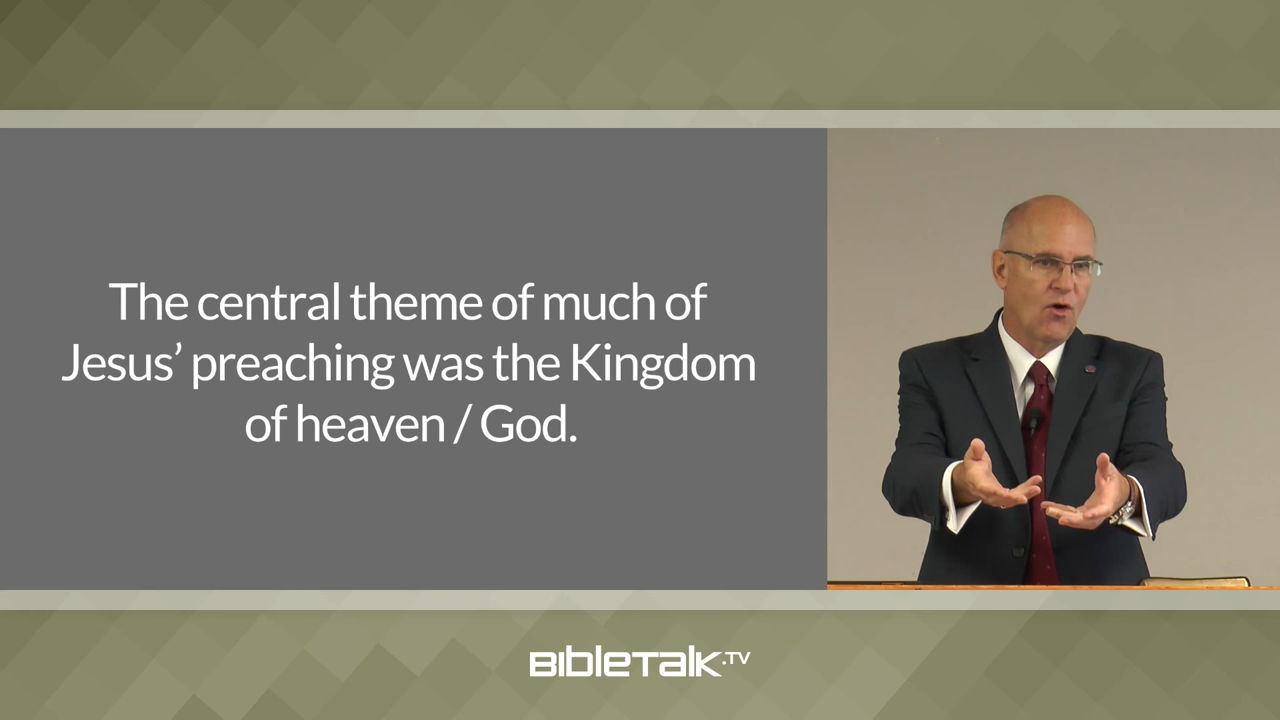 The central theme of much of
Jesus’ preaching was the Kingdom
of heaven / God.
BibleTalk.TV